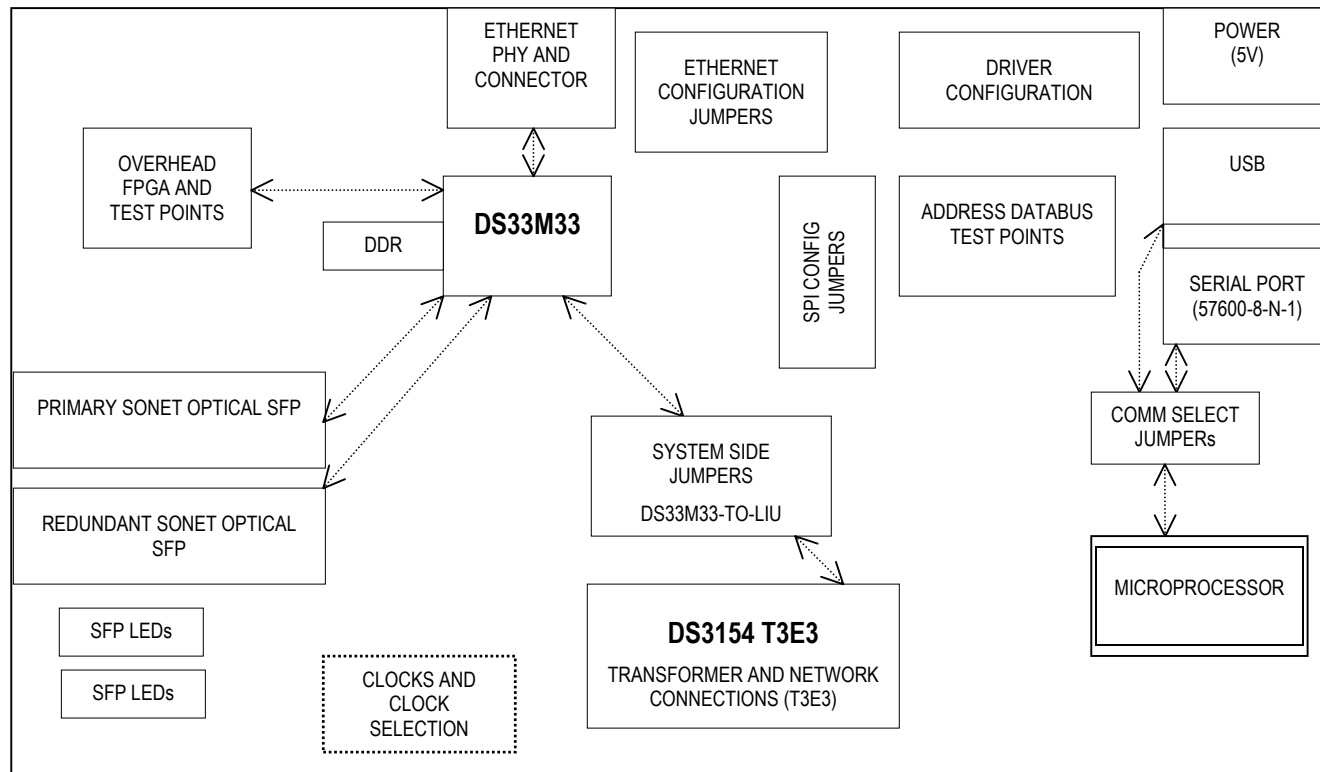 ETHERNET
PHY AND
CONNECTOR
ETHERNET
CONFIGURATION
JUMPERS
DRIVER
CONFIGURATION
POWER
(5V)
OVERHEAD
FPGA AND
TEST POINTS
DS33M33
DDR
SPI CONFIG
JUMPERS
ADDRESS DATABUS
TEST POINTS
USB
SERIAL PORT
(57600-8-N-1)
PRIMARY SONET OPTICAL SFP
REDUNDANT SONET OPTICAL
SFP
SYSTEM SIDE
JUMPERS
DS33M33-TO-LIU
COMM SELECT
JUMPERs
MICROPROCESSOR
SFP LEDs
SFP LEDs
CLOCKS AND
CLOCK
SELECTION
DS3154 T3E3
TRANSFORMER AND NETWORK
CONNECTIONS (T3E3)